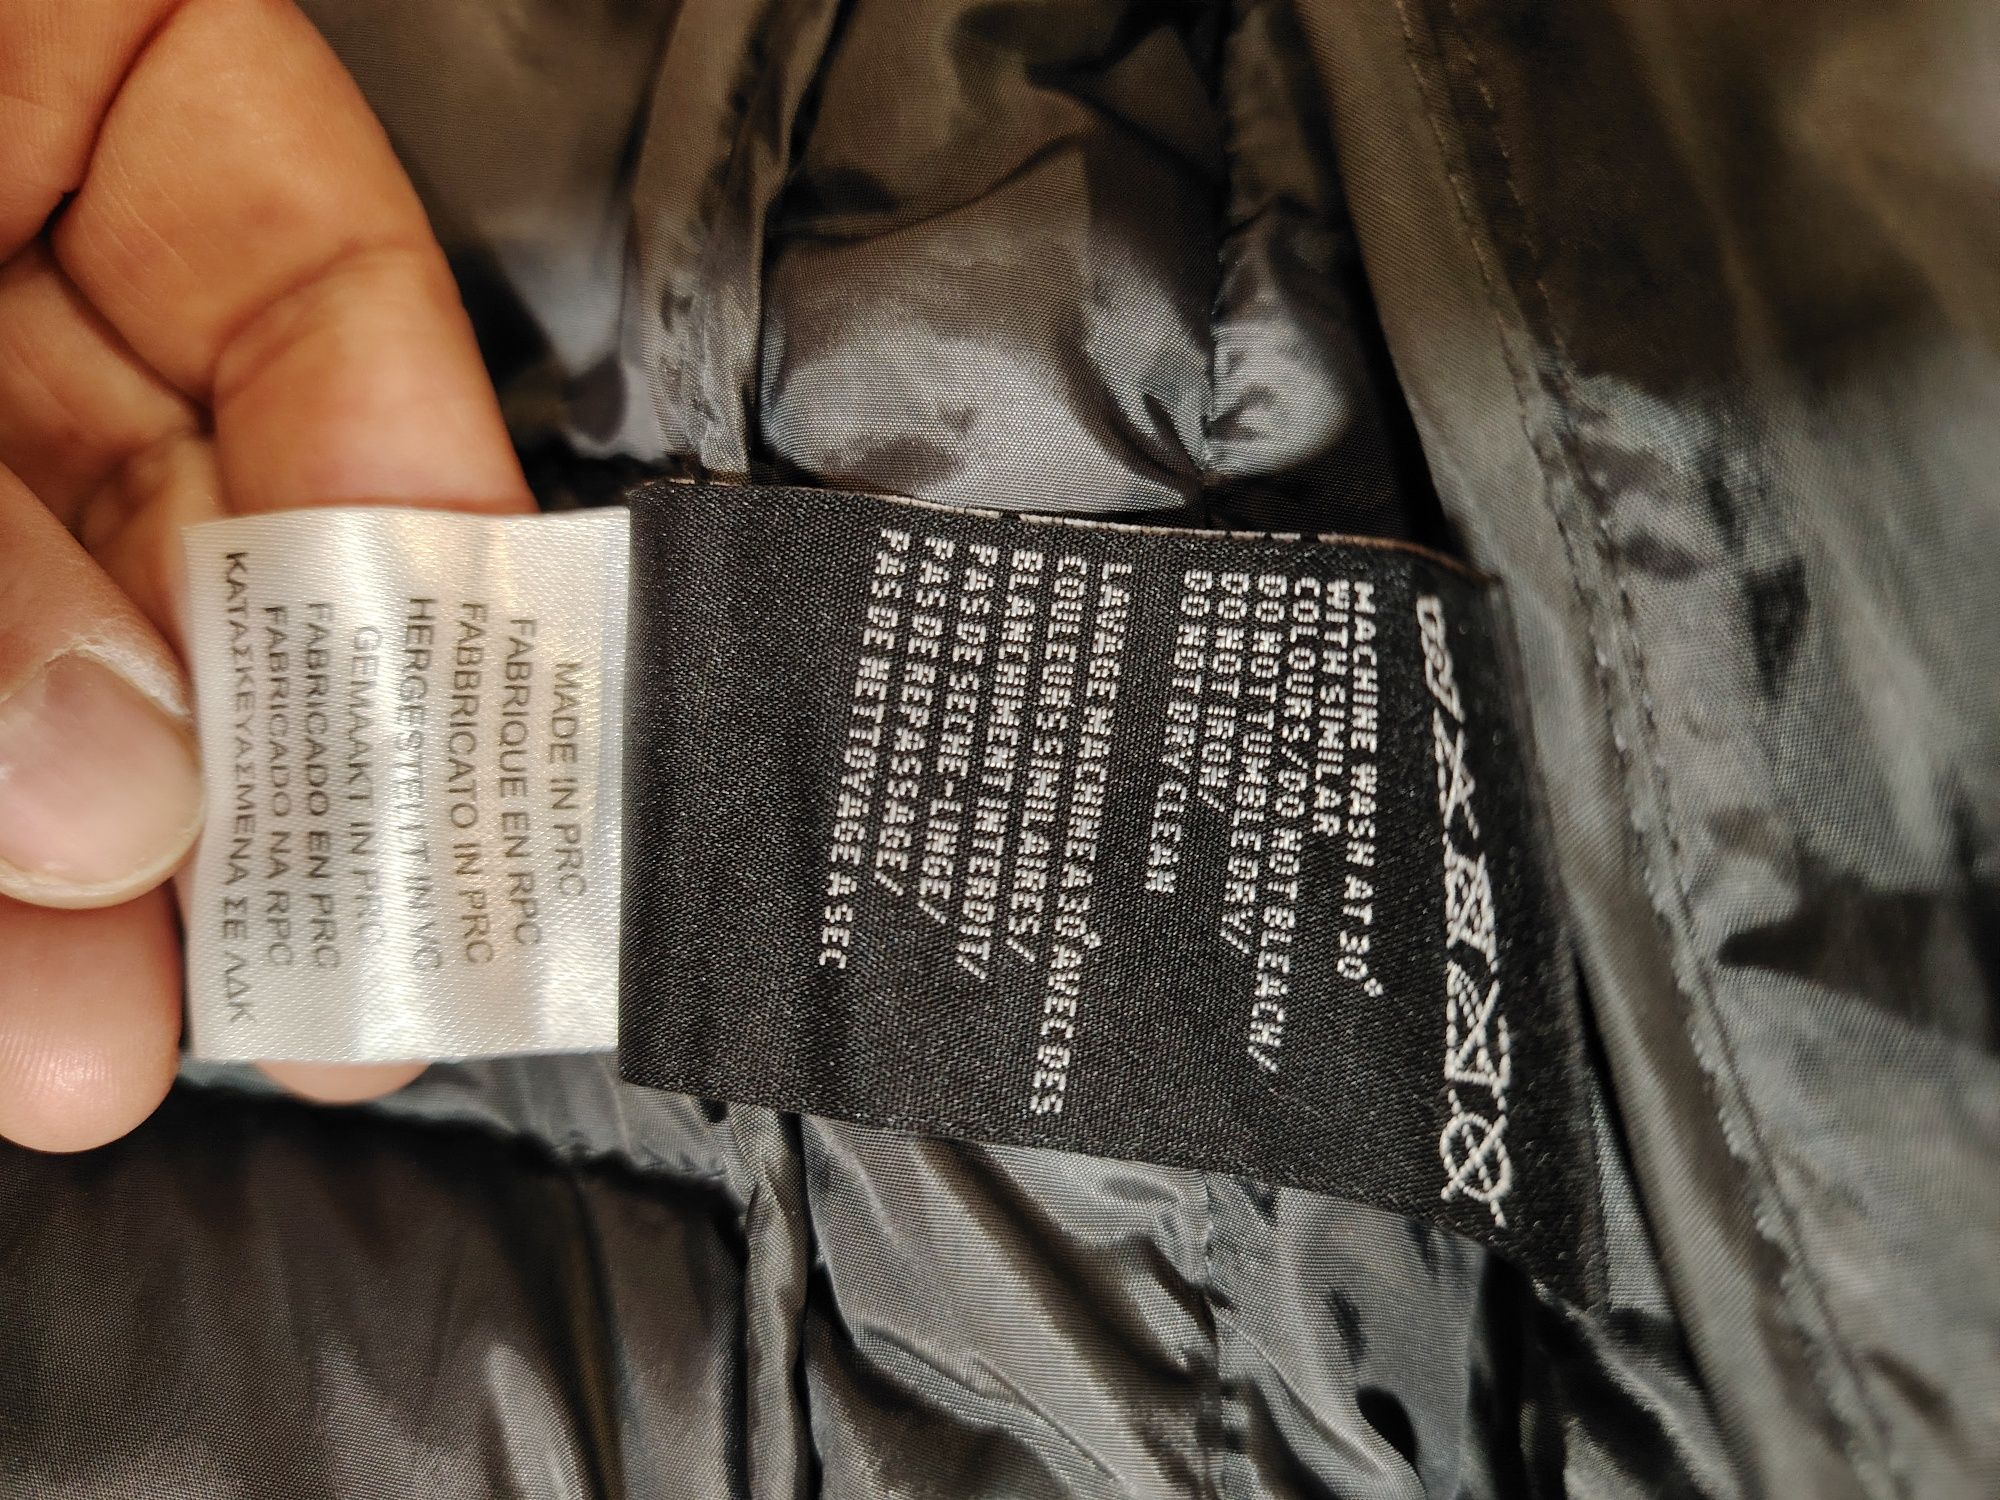 MACHINE WASH AT 30°
WITH SIMILAR
COLOURS/DO NOT BLEACH/
DO NOT TUMBLE DRY/
DO NOT IRON/
DO NOT DRY CLEAN
LAVAGE MACHINE A 30° AVEC DES
COULEURS SIMILAIRES/
BLANCHIMENT INTERDIT/
PAS DE SECHE-LINGE/
PAS DE REPASSAGE/
PAS DE NETTOYAGE A SEC
MADE IN PRC
FABRIQUE EN RPC
FABBRICATO IN PRC
HERGESTELLT IN VC
GEMAAKT IN PRC
FABRICADO EN PRC
FABRICADO NA RPC
ΚΑΤΑΣΚΕΥΑΣΜΕΝΑ ΣΕ ΛΔΚ